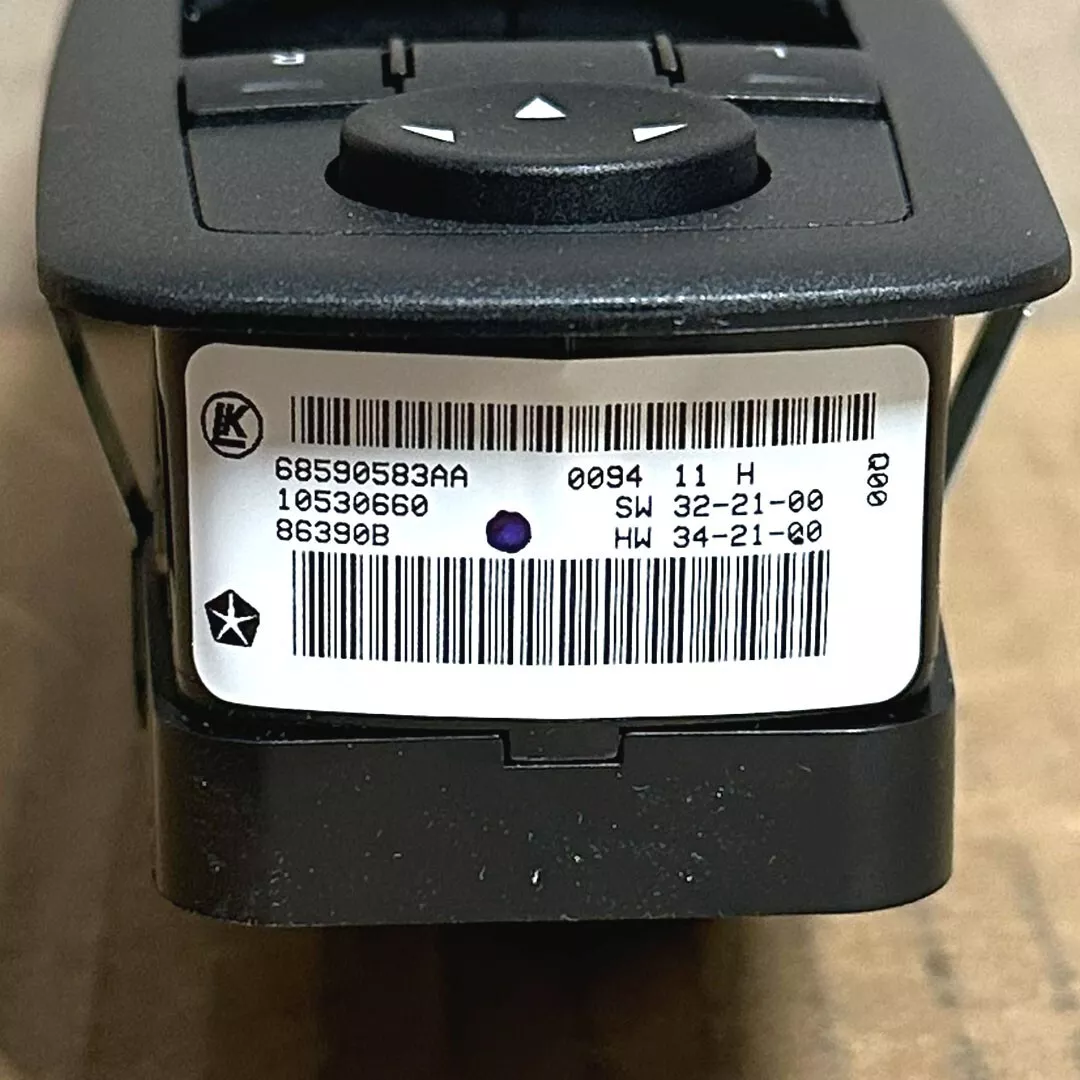 R
L
K
68590583AA 0094 11 H
10530660 SW 32-21-00
86390B HW 34-21-00
Q00